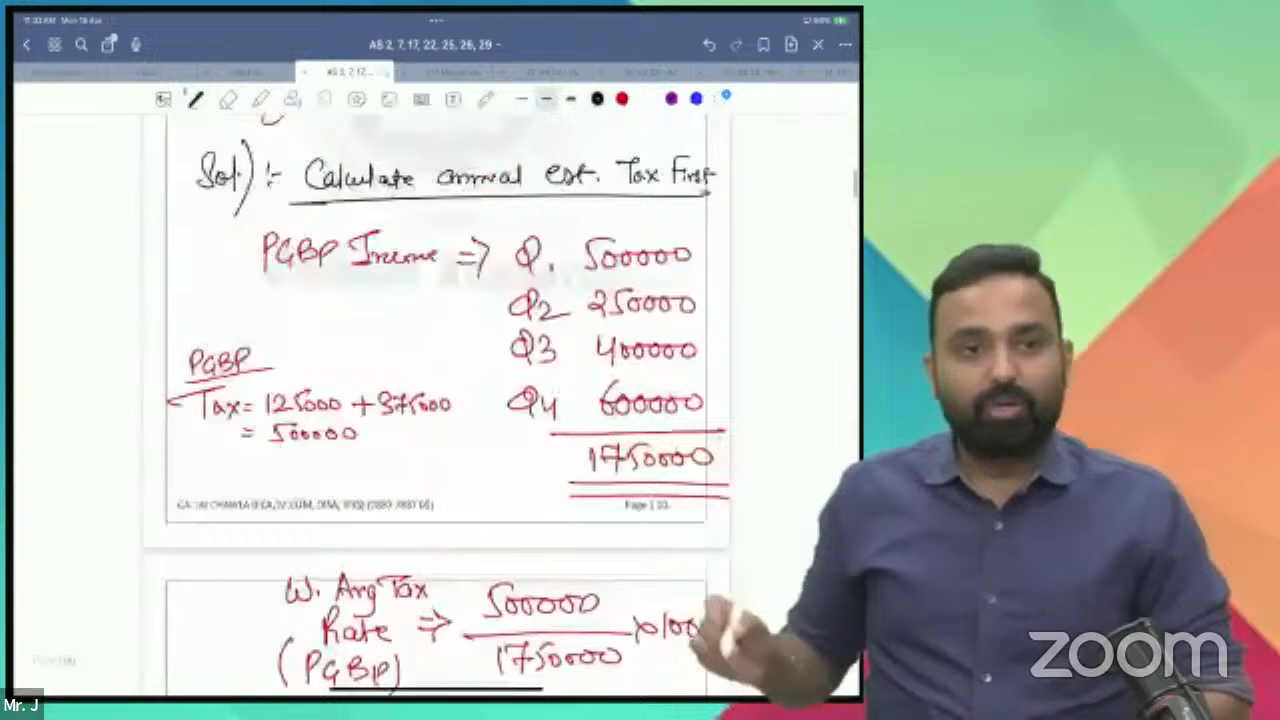 AS 2, 7, 17, 22, 25, 26, 29
Sol) :- Calculate annual est. Tax First
PGBP Income => Q1 500000
Q2 250000
Q3 400000
Q4 600000
1750000
PGBP
Tax = 125000 + 375000
= 500000
Page |
W. Avg Tax
Rate => 500000
1750000
x 100
(PGBP)
zoom
Mr. J